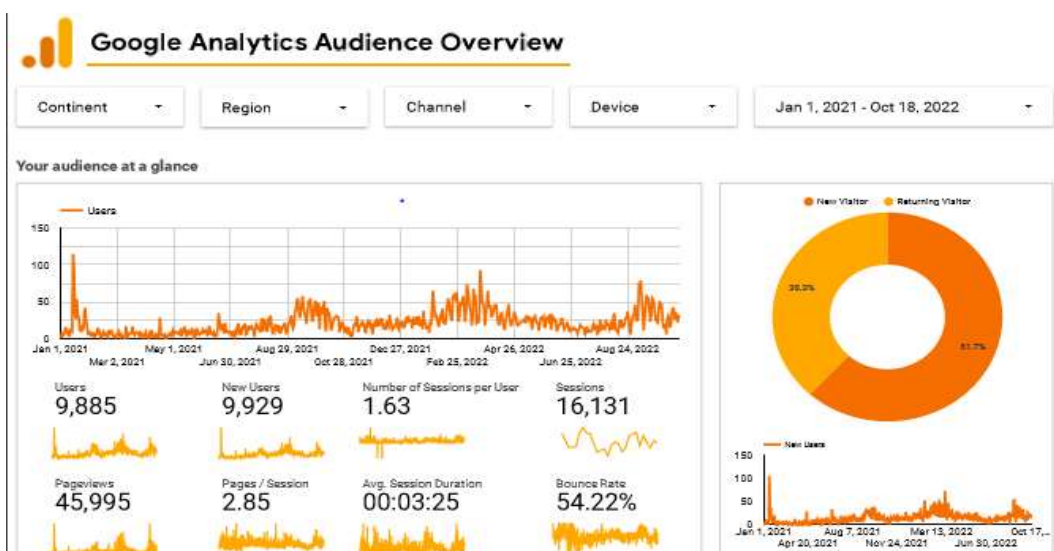 Google Analytics Audience Overview
Continent
Region
Channel
Device
Jan 1, 2021 - Oct 18, 2022
Your audience at a glance
Users
150
100
50
0
Jan 1, 2021
Mar 2, 2021
May 1, 2021
Jun 30, 2021
Aug 29, 2021
Oct 28, 2021
Dec 27, 2021
Feb 25, 2022
Apr 26, 2022
Jun 25, 2022
Aug 24, 2022
Users
9,885
New Users
9,929
Number of Sessions per User
1.63
Sessions
16,131
Pageviews
45,995
Pages / Session
2.85
Avg. Session Duration
00:03:25
Bounce Rate
54.22%
New Visitor
Returning Visitor
New Users
150
100
50
0
Jan 1, 2021
Apr 20, 2021
Aug 7, 2021
Nov 24, 2021
Mar 13, 2022
Jun 30, 2022
Oct 17,...